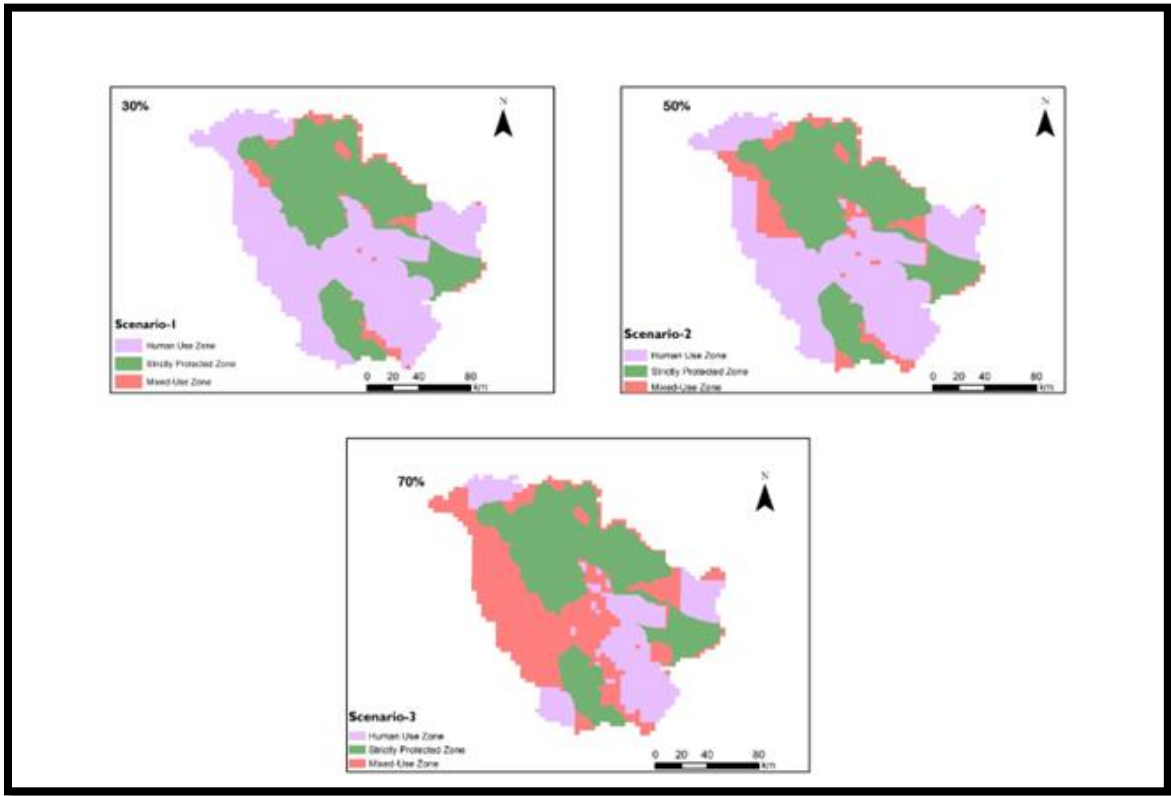 30%
N
Scenario-1
Human Use Zone
Strictly Protected Zone
Mixed-Use Zone
0 20 40 80
km
50%
N
Scenario-2
Human Use Zone
Strictly Protected Zone
Mixed-Use Zone
0 20 40 80
km
70%
N
Scenario-3
Human Use Zone
Strictly Protected Zone
Mixed-Use Zone
0 20 40 80
km